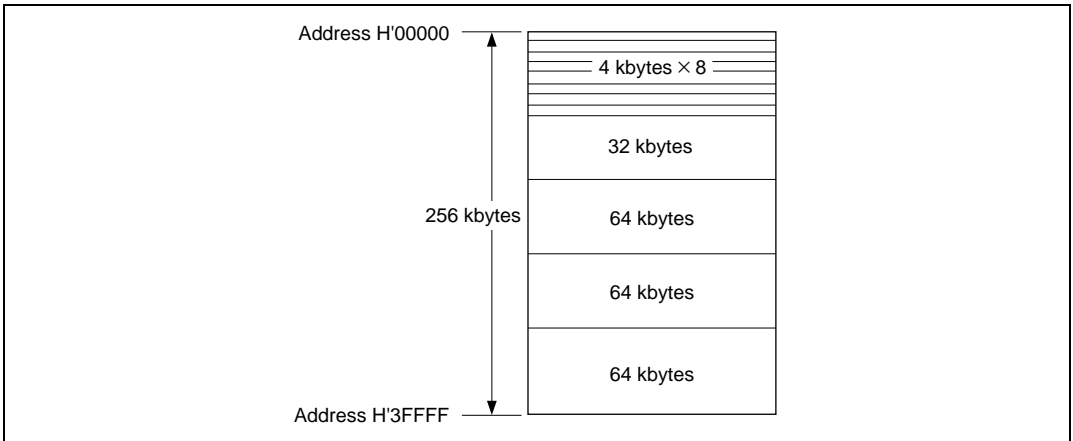 Address H'00000
4 kbytes × 8
32 kbytes
256 kbytes
64 kbytes
64 kbytes
64 kbytes
Address H'3FFFF